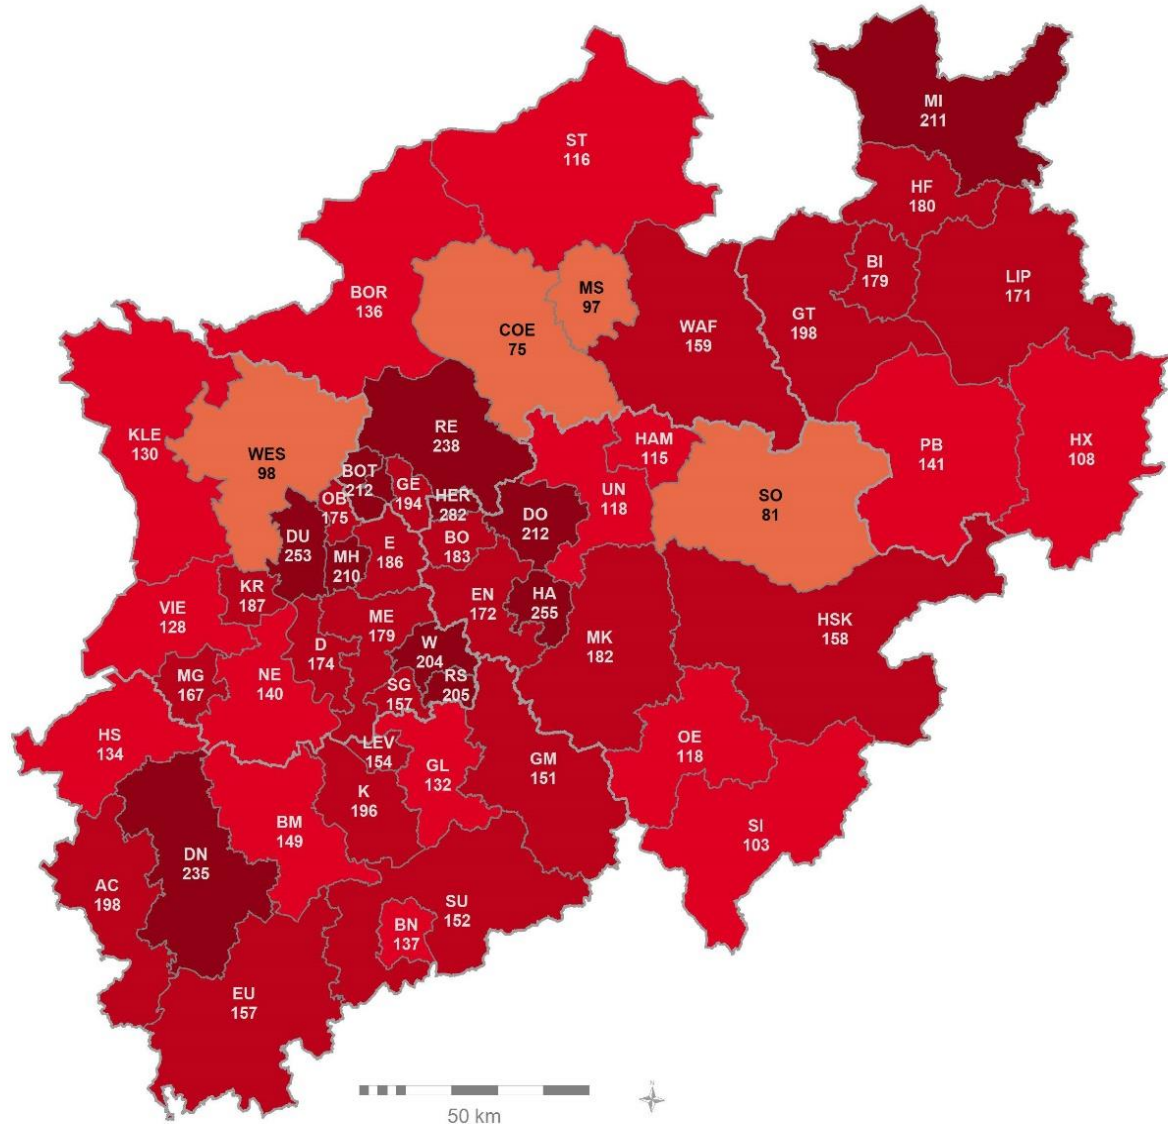 MI
211
ST
116
HF
180
BI
179
LIP
171
BOR
136
MS
97
GT
198
COE
75
WAF
159
KLE
130
WES
98
RE
238
HAM
115
PB
141
HX
108
BOT
212
GE
194
OB
175
HER
282
UN
118
SO
81
DU
253
MH
210
E
186
BO
183
DO
212
KR
187
VIE
128
ME
179
EN
172
HA
255
HSK
158
MK
182
D
174
W
204
MG
167
NE
140
SG
157
RS
205
HS
134
LEV
154
GL
132
GM
151
OE
118
K
196
BM
149
SI
103
DN
235
AC
198
SU
152
BN
137
EU
157
N
50 km